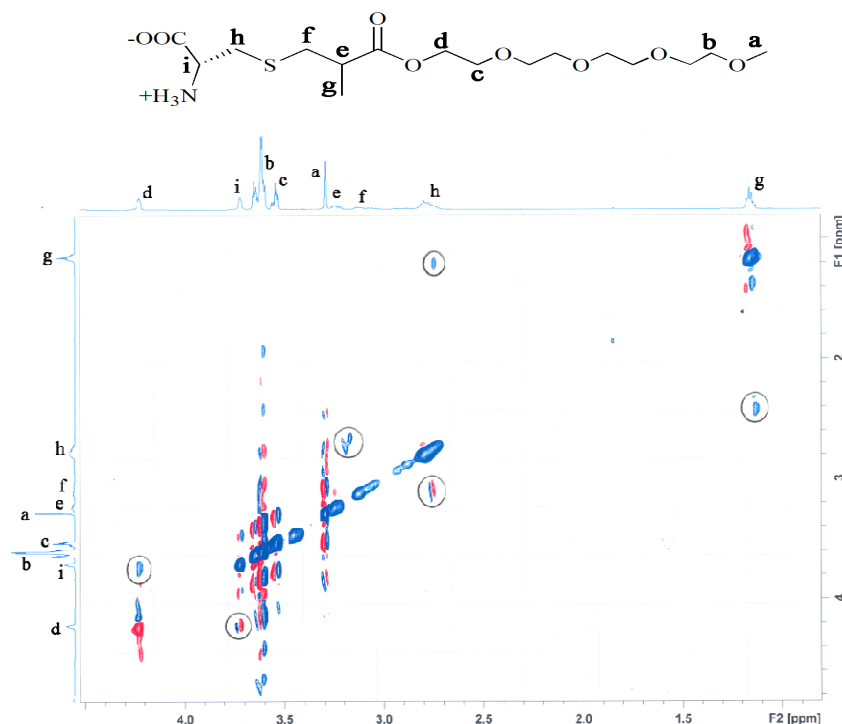 O
-OOC h f e d b a
i S O O O O O
g c
+H3N
a
b
g
d i c e f h
F1 [ppm]
g
2
h
3
f
e
a
c
b
i
4
d
4.0 3.5 3.0 2.5 2.0 1.5 F2 [ppm]